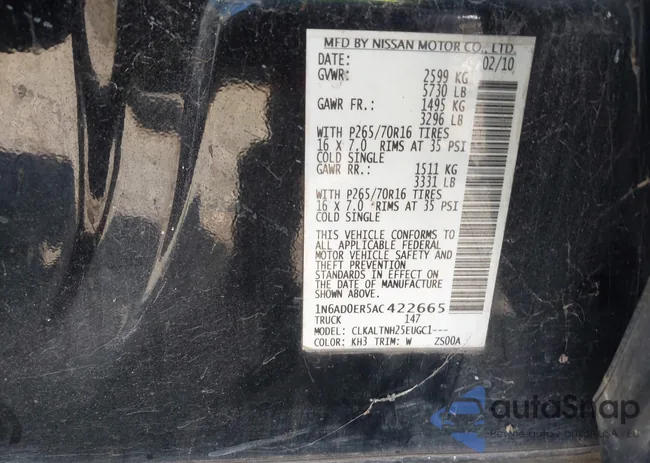 MFD BY NISSAN MOTOR CO., LTD.
DATE: 02/10
GVWR: 2599 KG
5730 LB
GAWR FR.: 1495 KG
3296 LB
WITH P265/70R16 TIRES
16 X 7.0 RIMS AT 35 PSI
COLD SINGLE
GAWR RR.: 1511 KG
3331 LB
WITH P265/70R16 TIRES
16 X 7.0 RIMS AT 35 PSI
COLD SINGLE
THIS VEHICLE CONFORMS TO
ALL APPLICABLE FEDERAL
MOTOR VEHICLE SAFETY AND
THEFT PREVENTION
STANDARDS IN EFFECT ON
THE DATE OF MANUFACTURE
SHOWN ABOVE.
1N6AD0ER5AC422665
TRUCK 147
MODEL: CLKALTNH25EUGC1---
COLOR: KH3 TRIM: W ZS00A
autoSnap